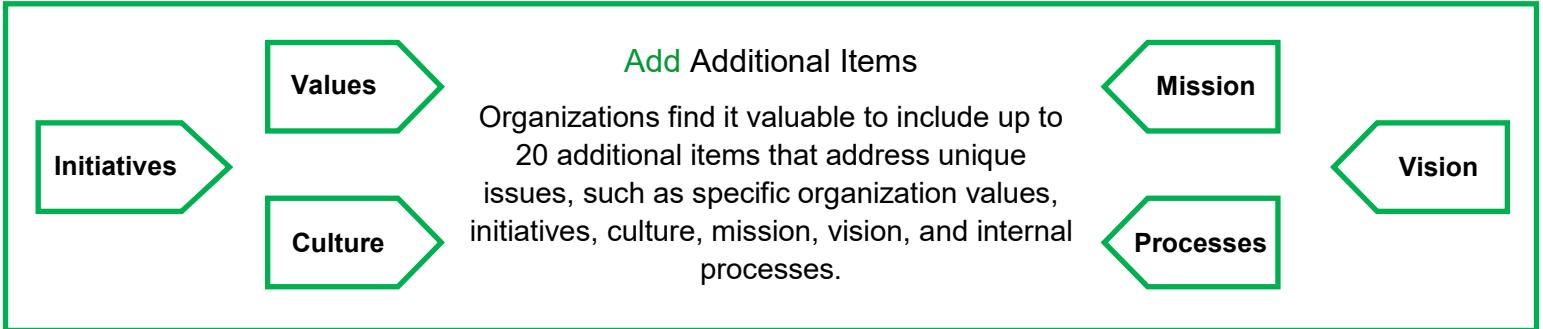 Initiatives
Values
Culture
Add Additional Items
Organizations find it valuable to include up to
20 additional items that address unique
issues, such as specific organization values,
initiatives, culture, mission, vision, and internal
processes.
Mission
Processes
Vision